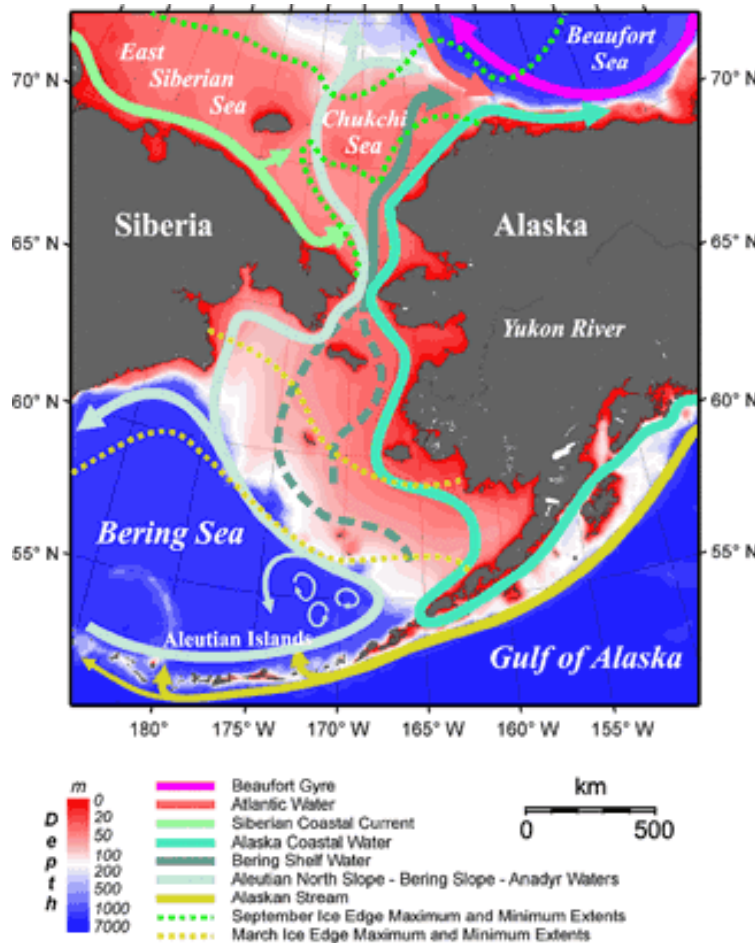 Beaufort
Sea
East
Siberian
Sea
Chukchi
Sea
70° N
70° N
Siberia
Alaska
65° N
65° N
Yukon River
60° N
60° N
Bering Sea
55° N
55° N
Aleutian Islands
Gulf of Alaska
180°
175°W
170°W
165°W
160°W
155°W
m
Depth
0
20
50
100
200
500
1000
7000
Beaufort Gyre
Atlantic Water
Siberian Coastal Current
Alaska Coastal Water
Bering Shelf Water
Aleutian North Slope - Bering Slope - Anadyr Waters
Alaskan Stream
September Ice Edge Maximum and Minimum Extents
March Ice Edge Maximum and Minimum Extents
km
0 500